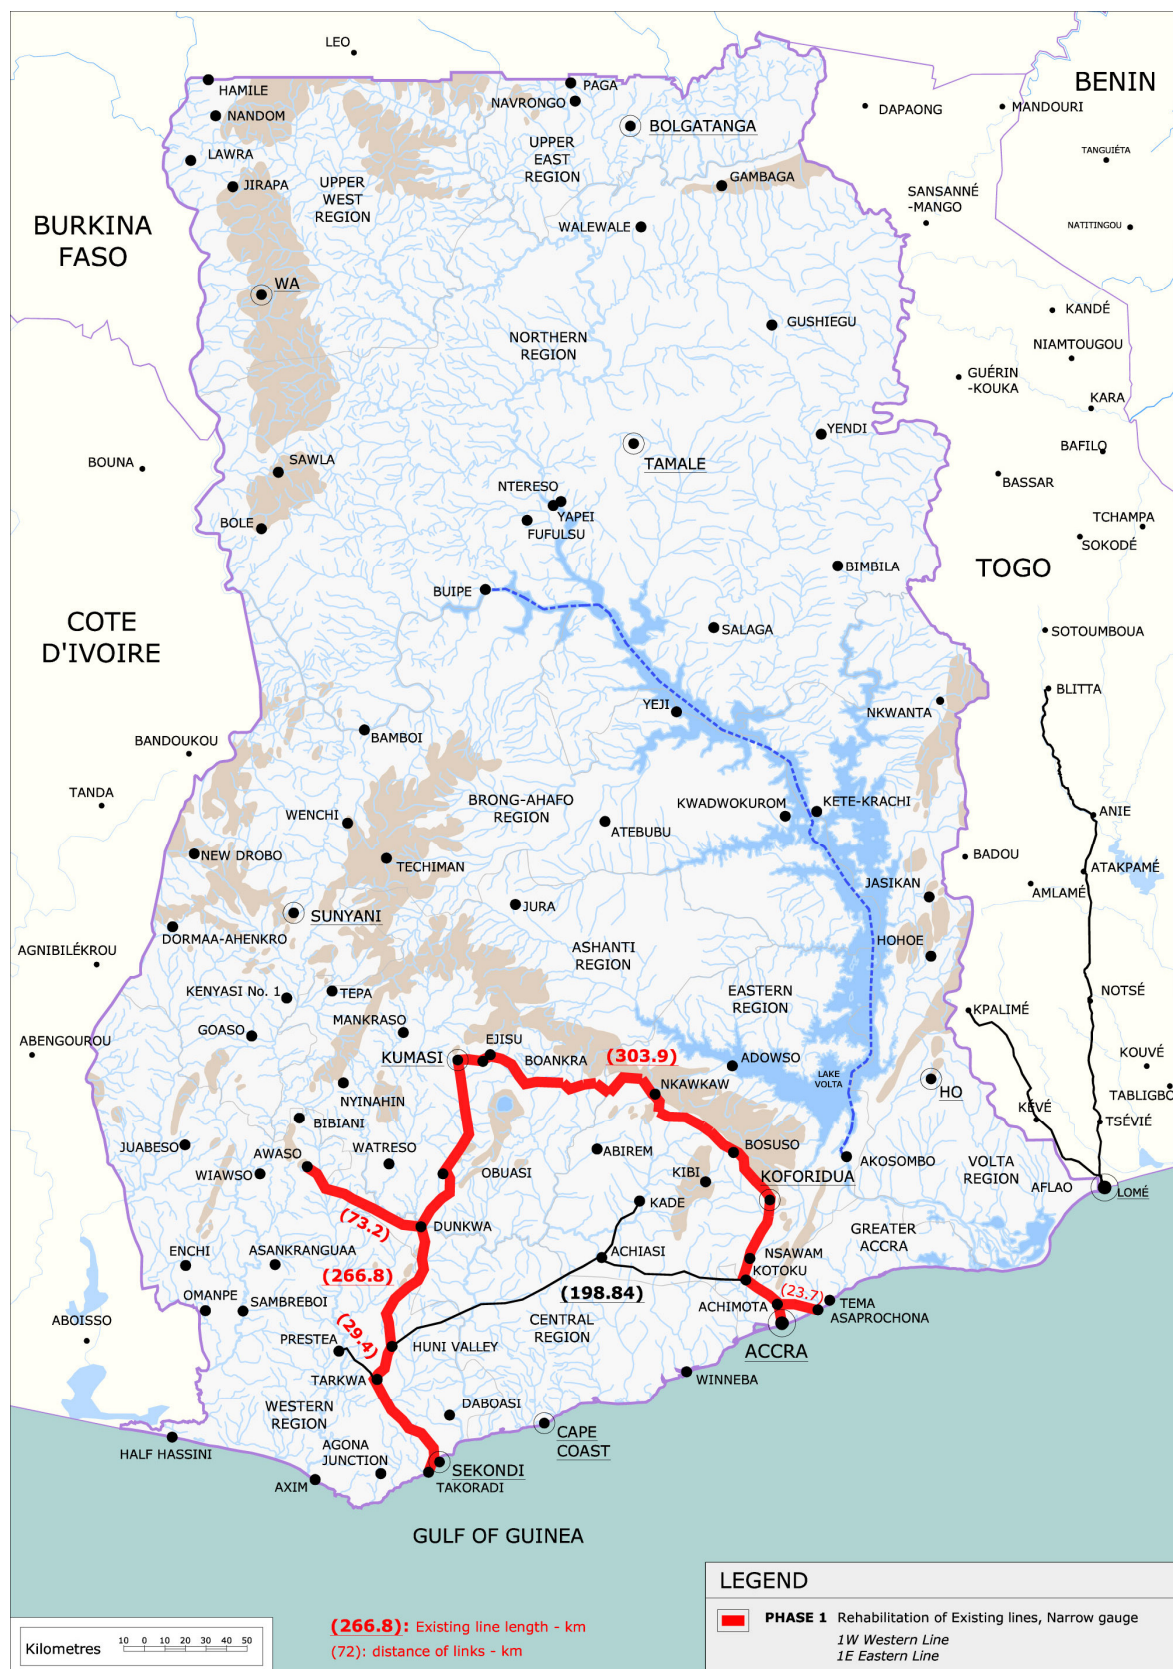 LEO
HAMILE
PAGA
BENIN
NANDOM
NAVRONGO
DAPAONG
MANDOURI
BOLGATANGA
LAWRA
UPPER
EAST
REGION
TANGUIÉTA
JIRAPA
UPPER
WEST
REGION
GAMBAGA
SANSANNÉ
-MANGO
BURKINA
FASO
WALEWALE
NATITINGOU
WA
KANDÉ
GUSHIEGU
NORTHERN
REGION
NIAMTOUGOU
GUÉRIN
-KOUKA
KARA
YENDI
BAFILO
BOUNA
SAWLA
TAMALE
BASSAR
NTERESO
YAPEI
BOLE
FUFULSU
TCHAMPA
SOKODÉ
BIMBILA
TOGO
BUIPE
COTE
D'IVOIRE
SALAGA
SOTOUMBOUA
BLITTA
YEJI
NKWANTA
BAMBOI
BANDOUKOU
TANDA
BRONG-AHAFO
REGION
KWADWOKUROM
KETE-KRACHI
WENCHI
ATEBUBU
ANIE
NEW DROBO
TECHIMAN
BADOU
ATAKPAMÉ
JASIKAN
AMLAMÉ
SUNYANI
JURA
DORMAA-AHENKRO
HOHOE
AGNIBILÉKROU
ASHANTI
REGION
KENYASI No. 1
TEPA
EASTERN
REGION
NOTSÉ
KPALIMÉ
GOASO
MANKRASO
ABENGOUROU
EJISU
KUMASI
BOANKRA
(303.9)
ADOWSO
KOUVÉ
LAKE
VOLTA
NKAWKAW
HO
NYINAHIN
TABLIGBO
BIBIANI
KÉVÉ
TSÉVIÉ
JUABESO
WATRESO
ABIREM
BOSUSO
AWASO
AKOSOMBO
VOLTA
REGION
WIAWSO
OBUASI
KIBI
KOFORIDUA
AFLAO
LOMÉ
KADE
(73.2)
DUNKWA
GREATER
ACCRA
ENCHI
ASANKRANGUAA
ACHIASI
NSAWAM
KOTOKU
(266.8)
(198.84)
(23.7)
OMANPE
SAMBREBOI
ACHIMOTA
TEMA
ASAPROCHONA
ABOISSO
CENTRAL
REGION
PRESTEA
(29.4)
HUNI VALLEY
ACCRA
TARKWA
WINNEBA
WESTERN
REGION
DABOASI
CAPE
COAST
HALF HASSINI
AGONA
JUNCTION
SEKONDI
AXIM
TAKORADI
GULF OF GUINEA
LEGEND
PHASE 1 Rehabilitation of Existing lines, Narrow gauge
1W Western Line
1E Eastern Line
(266.8): Existing line length - km
(72): distance of links - km
Kilometres 10 0 10 20 30 40 50